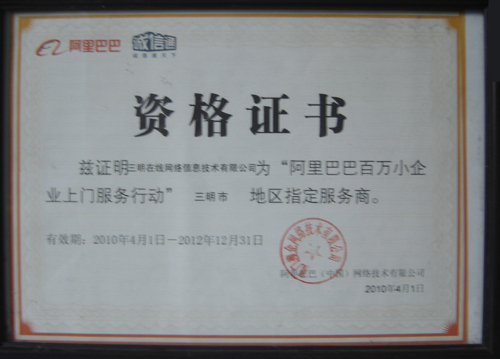 阿里巴巴 诚信通
资格证书
兹证明三明在线网络信息技术有限公司为“阿里巴巴百万小企
业上门服务行动” 三明市 地区指定服务商。
有效期：2010年4月1日－2012年12月31日
阿里巴巴（中国）网络技术有限公司
2010年4月1日